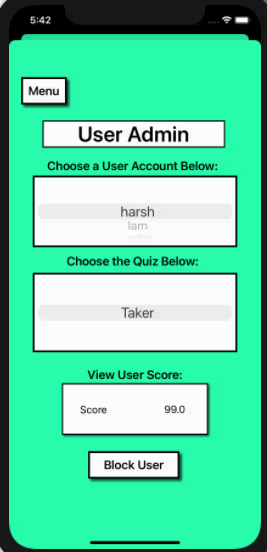 5:42
Menu
User Admin
Choose a User Account Below:
harsh
Iam
Choose the Quiz Below:
Taker
View User Score:
Score 99.0
Block User